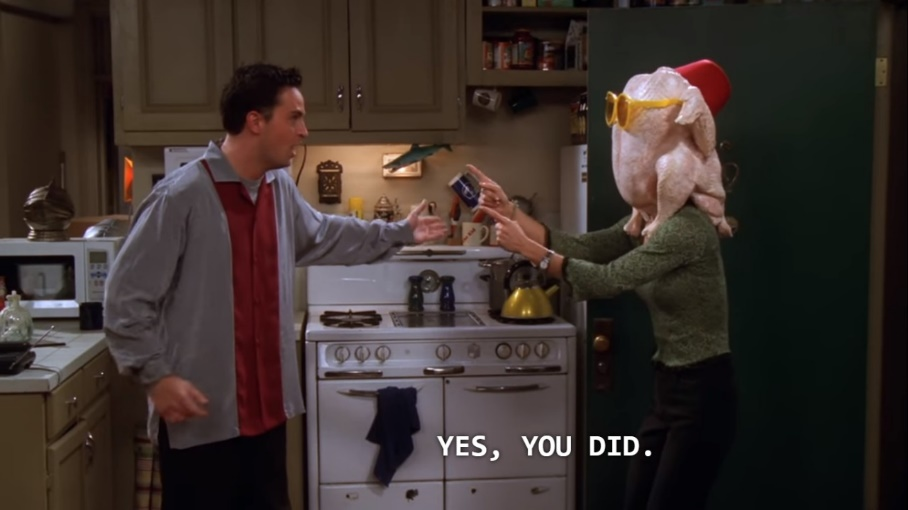 YES, YOU DID.